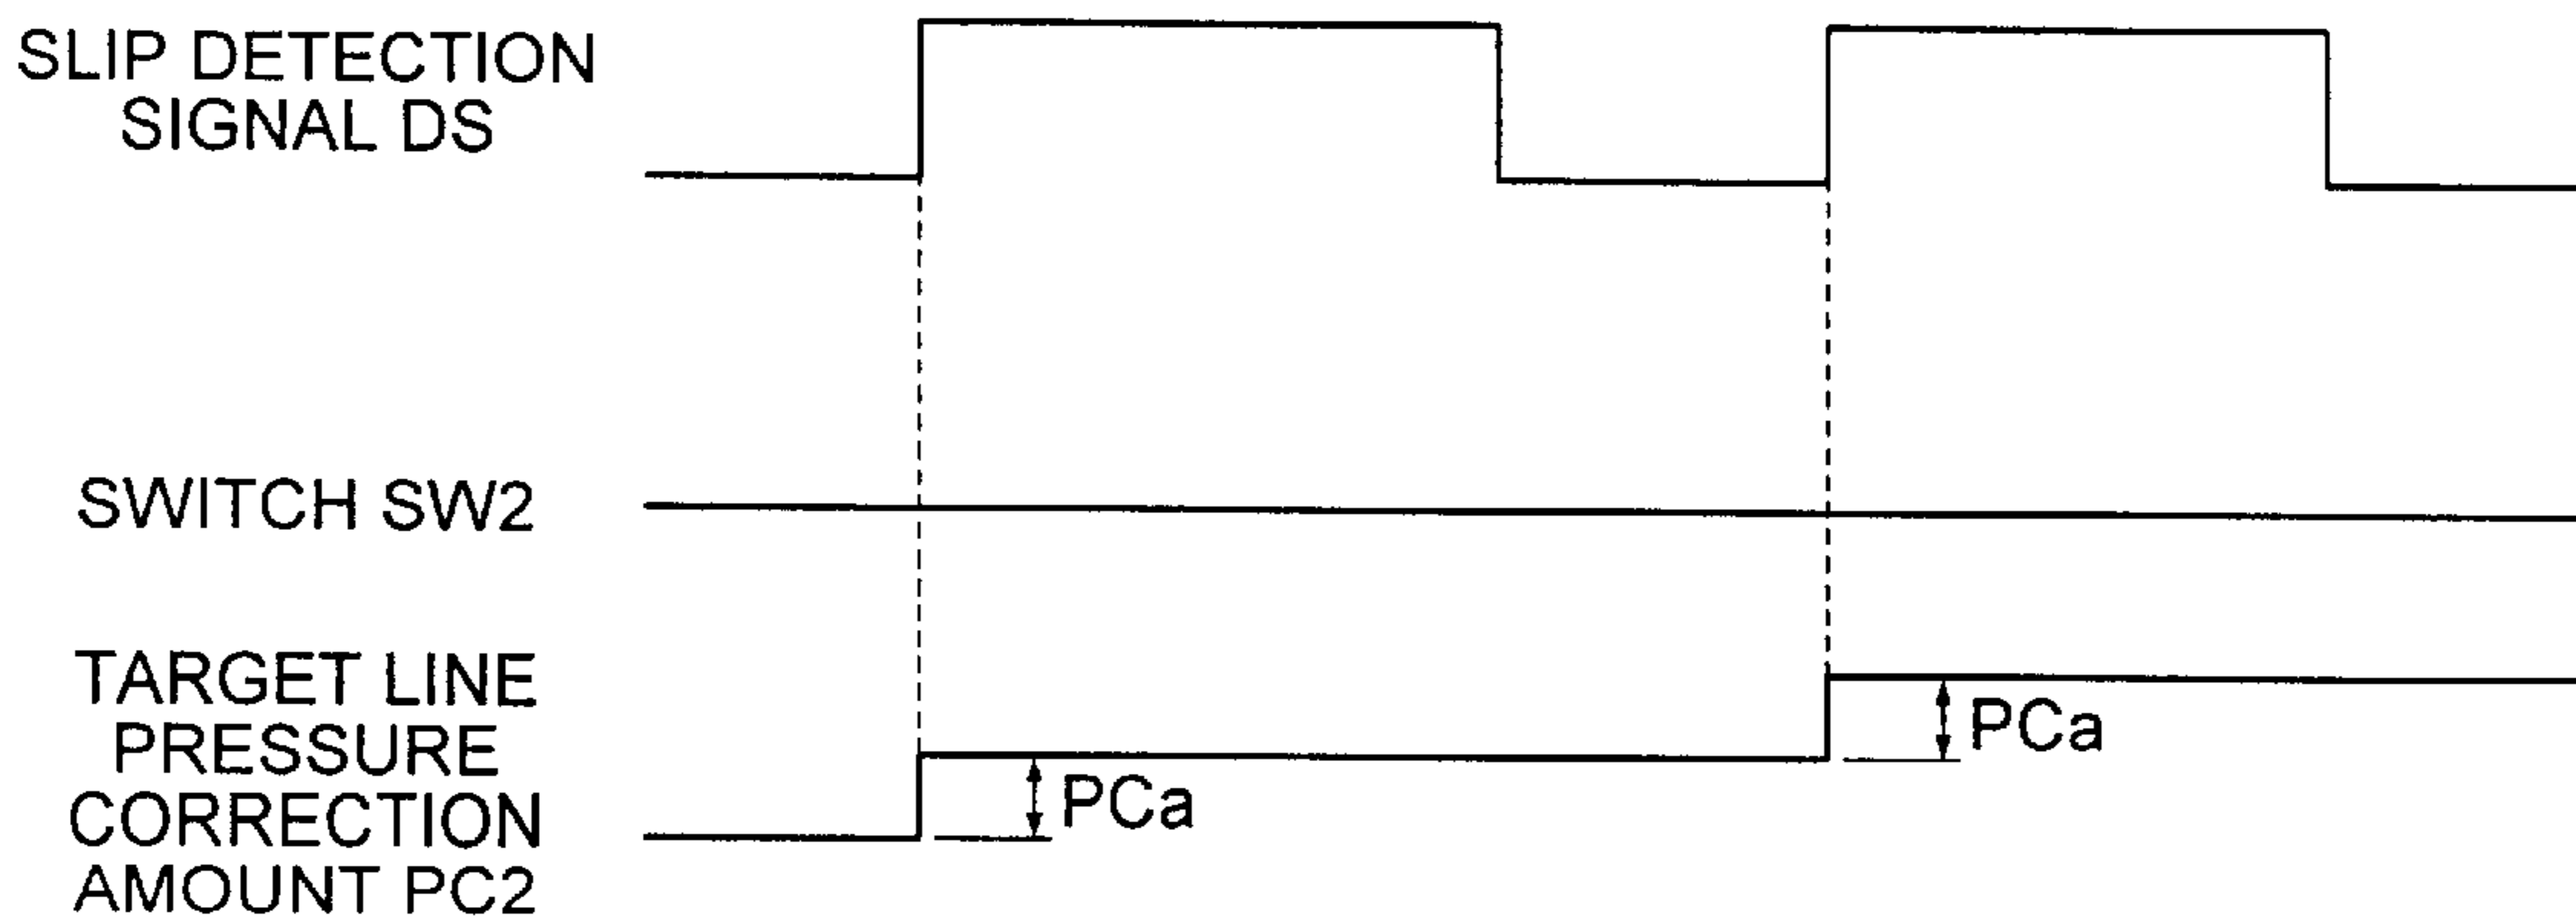 SLIP DETECTION
SIGNAL DS
SWITCH SW2
TARGET LINE
PRESSURE
CORRECTION
AMOUNT PC2
PCa
PCa